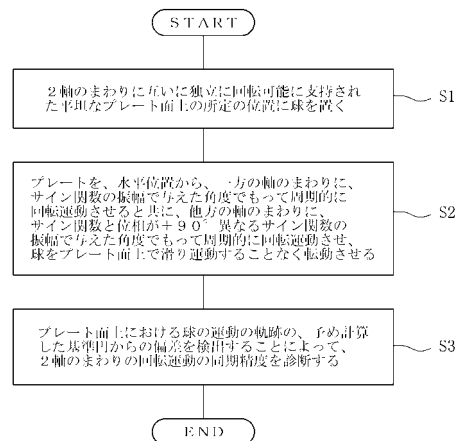 START
2軸のまわりに互いに独立に回転可能に支持され
た平坦なプレート面上の所定の位置に球を置く
S1
プレートを、水平位置から、一方の軸のまわりに、
サイン関数の振幅で与えた角度でもって周期的に
回転運動させると共に、他方の軸のまわりに、
サイン関数と位相が+90°異なるサイン関数の
振幅で与えた角度でもって周期的に回転運動させ、
球をプレート面上で滑り運動することなく転動させる
S2
プレート面上における球の運動の軌跡の、予め計算
した基準円からの偏差を検出することによって、
2軸のまわりの回転運動の同期精度を診断する
S3
END